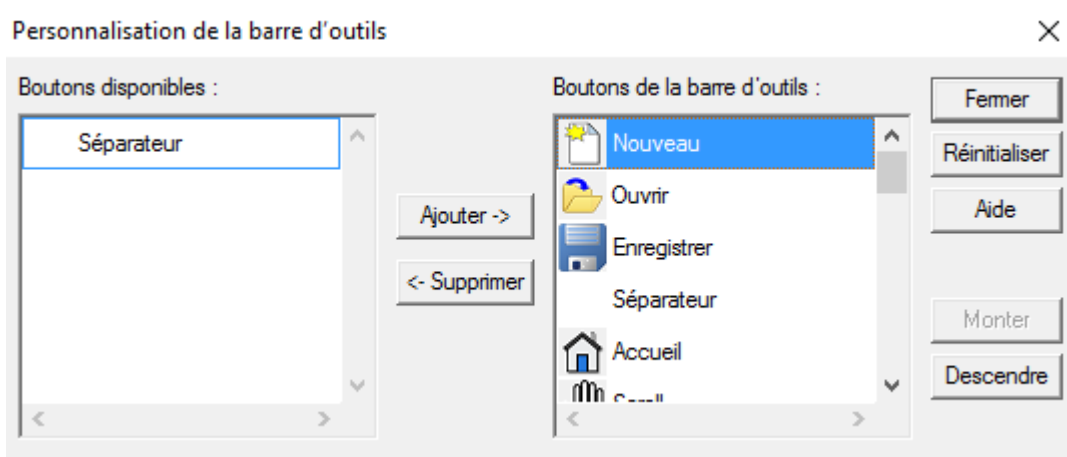 Personnalisation de la barre d'outils
Boutons disponibles :
Séparateur
Ajouter ->
<- Supprimer
Boutons de la barre d'outils :
Nouveau
Ouvrir
Enregistrer
Séparateur
Accueil
Fermer
Réinitialiser
Aide
Monter
Descendre